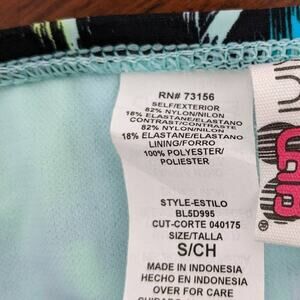 RN# 73156
SELF/EXTERIOR
82% NYLON/NILON
18% ELASTANE/ELASTANO
CONTRAST/CONTRASTE
82% NYLON/NILON
18% ELASTANE/ELASTANO
LINING/FORRO
100% POLYESTER/
POLIESTER
STYLE-ESTILO
BL5D995
CUT-CORTE 040175
SIZE/TALLA
S/CH
MADE IN INDONESIA
HECHO EN INDONESIA
OVER FOR CARE
®